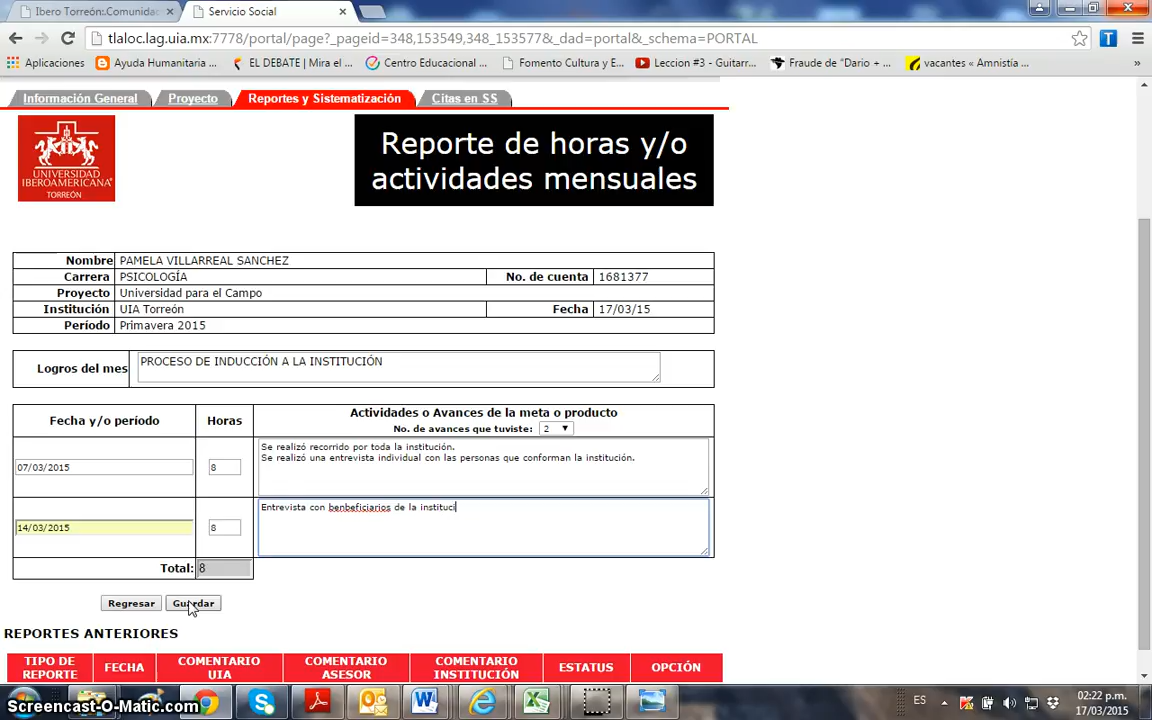 Ibero Torreón:.Comunida
Servicio Social
tlaloc.lag.uia.mx:7778/portal/page?_pageid=348,153549,348_153577&_dad=portal&_schema=PORTAL
Aplicaciones
Ayuda Humanitaria ...
EL DEBATE | Mira el ...
Centro Educacional ...
Fomento Cultura y E...
Leccion #3 - Guitarr...
Fraude de "Dario + ...
vacantes « Amnistía ...
»
Información General
Proyecto
Reportes y Sistematización
Citas en SS
UNIVERSIDAD
IBEROAMERICANA
TORREÓN
Reporte de horas y/o
actividades mensuales
Nombre PAMELA VILLARREAL SANCHEZ
Carrera PSICOLOGÍA No. de cuenta 1681377
Proyecto Universidad para el Campo
Institución UIA Torreón Fecha 17/03/15
Período Primavera 2015
Logros del mes PROCESO DE INDUCCIÓN A LA INSTITUCIÓN
Fecha y/o período Horas Actividades o Avances de la meta o producto
No. de avances que tuviste: 2
Se realizó recorrido por toda la institución.
Se realizó una entrevista individual con las personas que conforman la institución.
07/03/2015 8
Entrevista con benbeficiarios de la instituci
14/03/2015 8
Total: 8
Regresar Guardar
REPORTES ANTERIORES
TIPO DE REPORTE
FECHA
COMENTARIO UIA
COMENTARIO ASESOR
COMENTARIO INSTITUCIÓN
ESTATUS
OPCIÓN
ES
02:22 p.m.
17/03/2015
Screencast-O-Matic.com